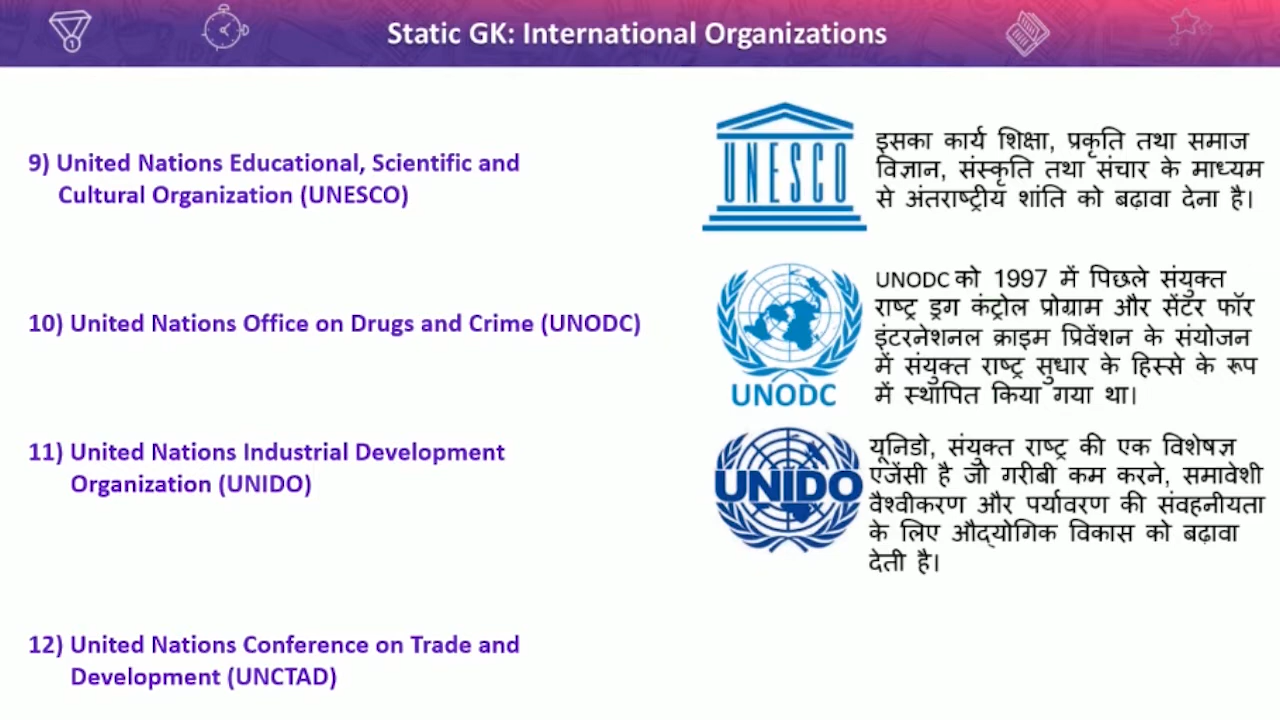 Static GK: International Organizations
9) United Nations Educational, Scientific and
Cultural Organization (UNESCO)
UNESCO
इसका कार्य शिक्षा, प्रकृति तथा समाज
विज्ञान, संस्कृति तथा संचार के माध्यम
से अंतराष्ट्रीय शांति को बढ़ावा देना है।
10) United Nations Office on Drugs and Crime (UNODC)
UNODC
UNODC को 1997 में पिछले संयुक्त
राष्ट्र ड्रग कंट्रोल प्रोग्राम और सेंटर फॉर
इंटरनेशनल क्राइम प्रिवेंशन के संयोजन
में संयुक्त राष्ट्र सुधार के हिस्से के रूप
में स्थापित किया गया था।
11) United Nations Industrial Development
Organization (UNIDO)
UNIDO
यूनिडो, संयुक्त राष्ट्र की एक विशेषज्ञ
एजेंसी है जो गरीबी कम करने, समावेशी
वैश्वीकरण और पर्यावरण की संवहनीयता
के लिए औद्योगिक विकास को बढ़ावा
देती है।
12) United Nations Conference on Trade and
Development (UNCTAD)